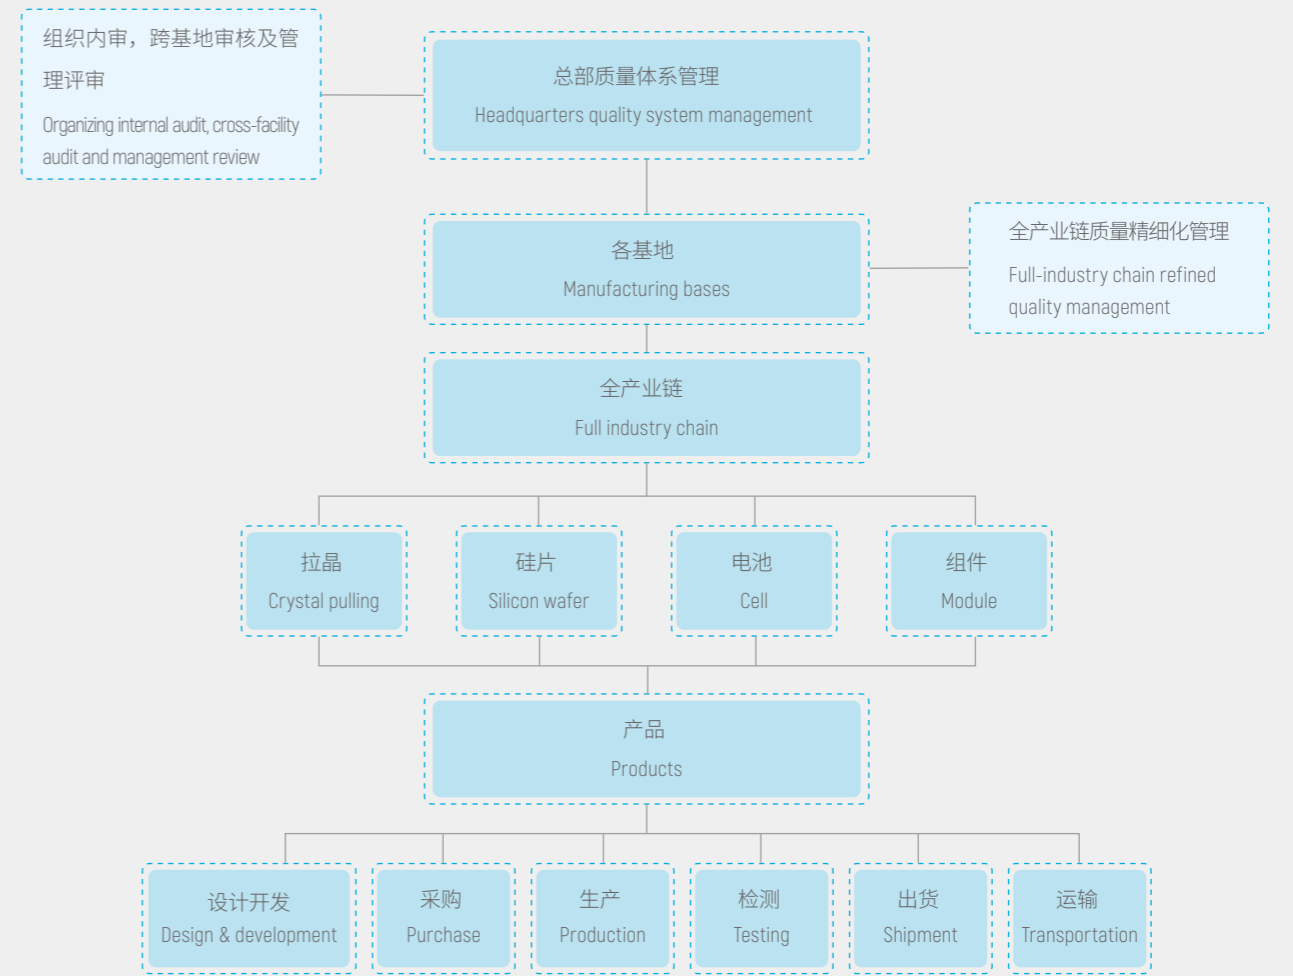 组织内审，跨基地审核及管
理评审
Organizing internal audit, cross-facility
audit and management review
总部质量体系管理
Headquarters quality system management
各基地
Manufacturing bases
全产业链质量精细化管理
Full-industry chain refined
quality management
全产业链
Full industry chain
拉晶
Crystal pulling
硅片
Silicon wafer
电池
Cell
组件
Module
产品
Products
设计开发
Design & development
采购
Purchase
生产
Production
检测
Testing
出货
Shipment
运输
Transportation